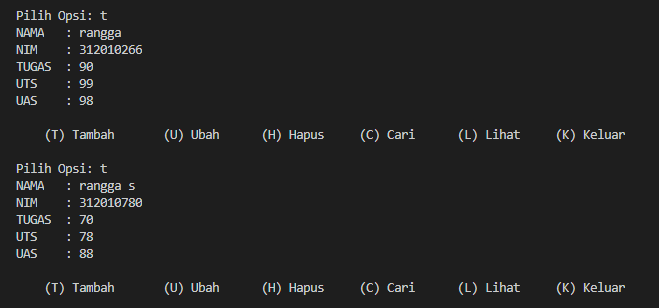 Pilih Opsi: t
NAMA   : rangga
NIM    : 312010266
TUGAS  : 90
UTS    : 99
UAS    : 98
(T) Tambah       (U) Ubah      (H) Hapus     (C) Cari      (L) Lihat     (K) Keluar
Pilih Opsi: t
NAMA   : rangga s
NIM    : 312010780
TUGAS  : 70
UTS    : 78
UAS    : 88
(T) Tambah       (U) Ubah      (H) Hapus     (C) Cari      (L) Lihat     (K) Keluar